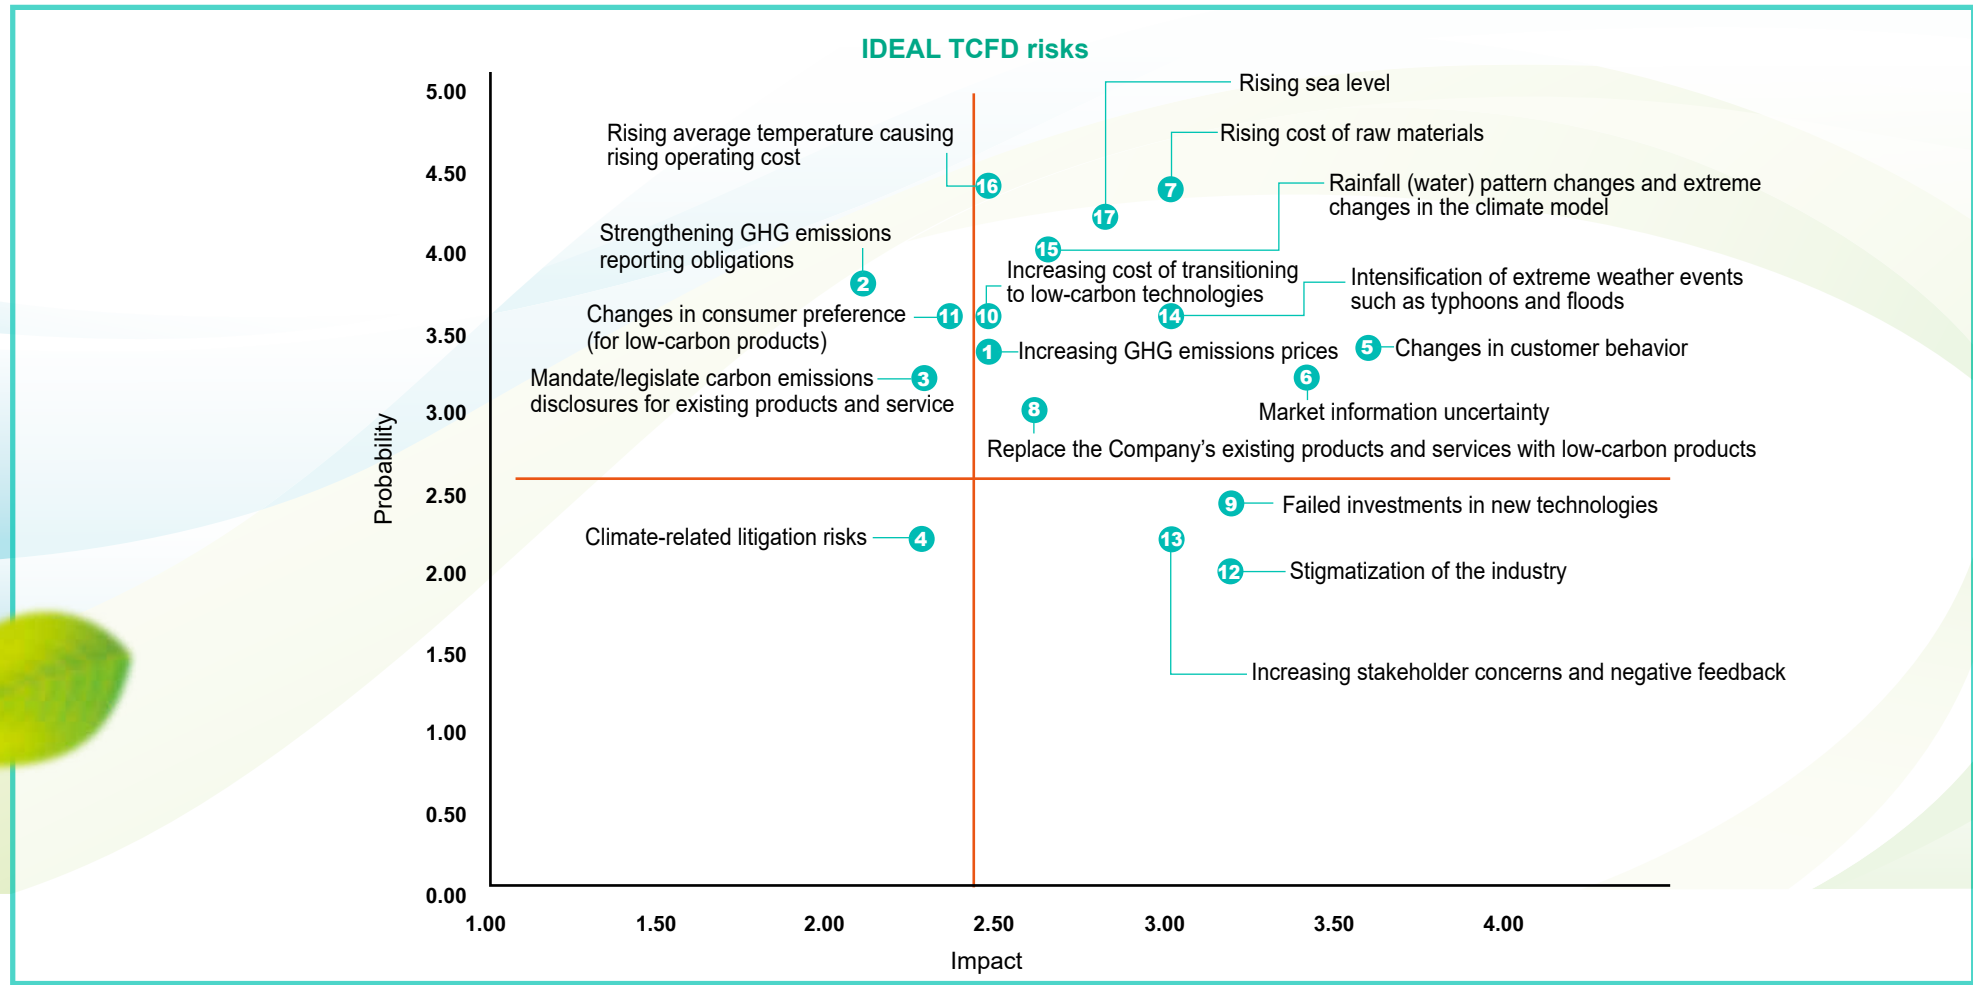 IDEAL TCFD risks
5.00
4.50
4.00
3.50
3.00
2.50
2.00
1.50
1.00
0.50
0.00
Probability
Rising sea level
Rising average temperature causing
rising operating cost
Rising cost of raw materials
16
7
Rainfall (water) pattern changes and extreme
changes in the climate model
17
Strengthening GHG emissions
reporting obligations
15
2
Increasing cost of transitioning
to low-carbon technologies
Intensification of extreme weather events
such as typhoons and floods
Changes in consumer preference
(for low-carbon products)
11
10
14
1
Increasing GHG emissions prices
5
Changes in customer behavior
Mandate/legislate carbon emissions
disclosures for existing products and service
3
6
Market information uncertainty
8
Replace the Company’s existing products and services with low-carbon products
9
Failed investments in new technologies
Climate-related litigation risks
4
13
12
Stigmatization of the industry
Increasing stakeholder concerns and negative feedback
1.00
1.50
2.00
2.50
3.00
3.50
4.00
Impact